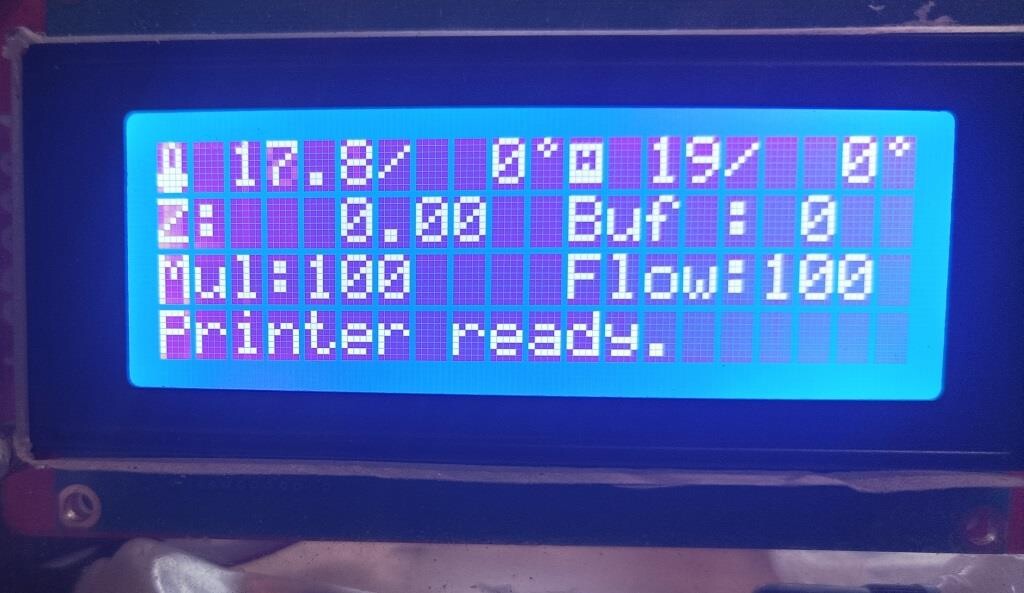 17.8/ 0° 19/ 0°
Z: 0.00 Buf : 0
Mul:100 Flow:100
Printer ready.